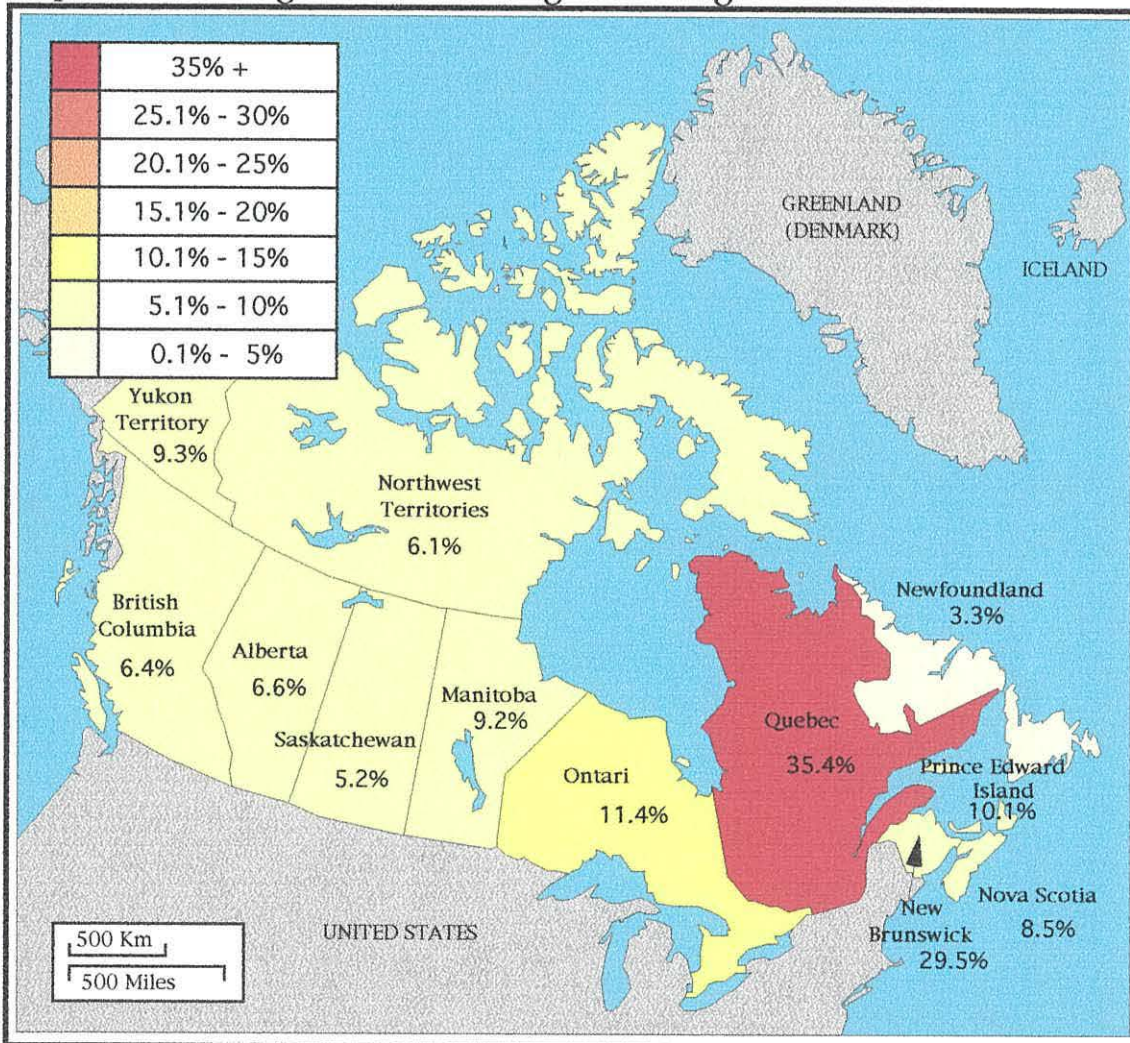 35% +
25.1% - 30%
20.1% - 25%
15.1% - 20%
10.1% - 15%
5.1% - 10%
0.1% - 5%
GREENLAND
(DENMARK)
ICELAND
Yukon
Territory
9.3%
Northwest
Territories
6.1%
British
Columbia
6.4%
Alberta
6.6%
Saskatchewan
5.2%
Manitoba
9.2%
Ontari
11.4%
Quebec
35.4%
Newfoundland
3.3%
Prince Edward
Island
10.1%
Nova Scotia
8.5%
New
Brunswick
29.5%
UNITED STATES
500 Km
500 Miles